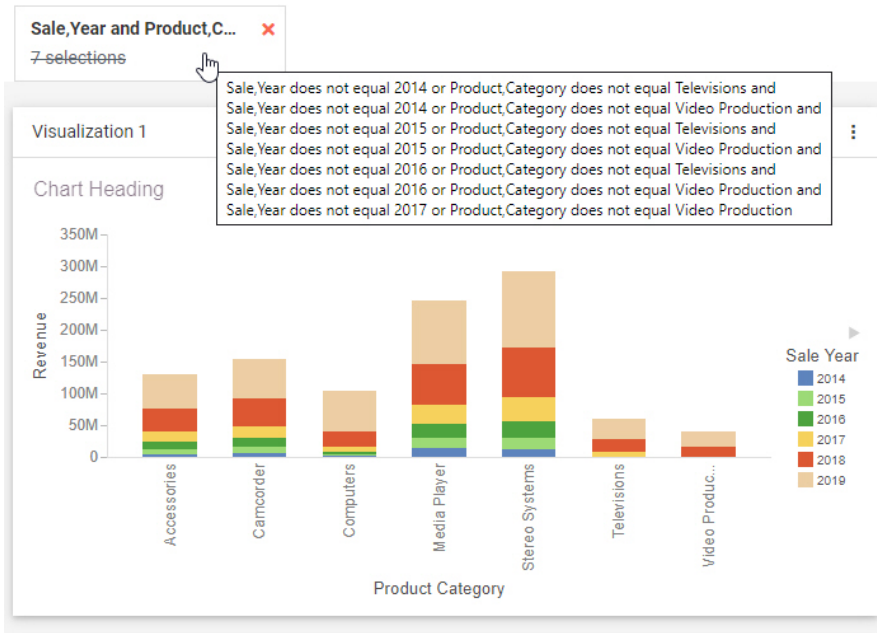 Sale,Year and Product,C...
7 selections
Sale,Year does not equal 2014 or Product,Category does not equal Televisions and
Sale,Year does not equal 2014 or Product,Category does not equal Video Production and
Sale,Year does not equal 2015 or Product,Category does not equal Televisions and
Sale,Year does not equal 2015 or Product,Category does not equal Video Production and
Sale,Year does not equal 2016 or Product,Category does not equal Televisions and
Sale,Year does not equal 2016 or Product,Category does not equal Video Production and
Sale,Year does not equal 2017 or Product,Category does not equal Video Production
Visualization 1
Chart Heading
350M
300M
250M
200M
150M
100M
50M
0
Revenue
Accessories
Camcorder
Computers
Media Player
Stereo Systems
Televisions
Video Produc...
Product Category
Sale Year
2014
2015
2016
2017
2018
2019